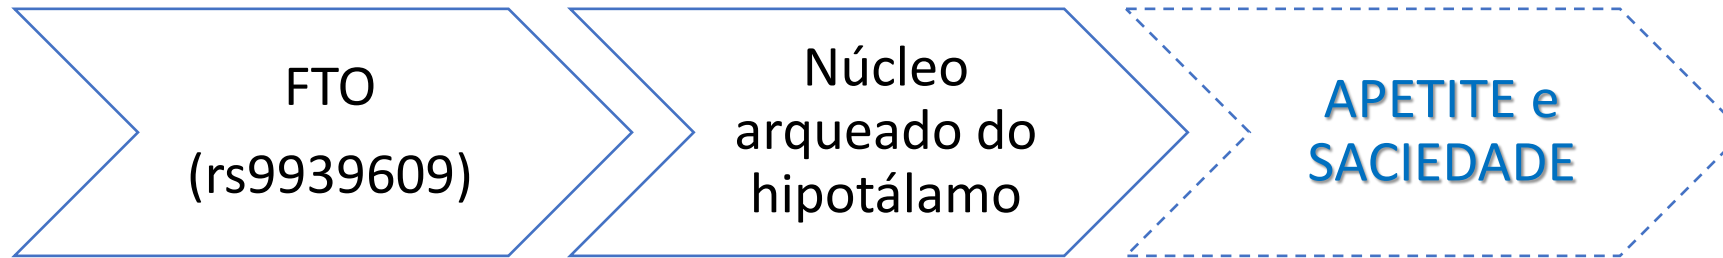 FTO
(rs9939609)
Núcleo
arqueado do
hipotálamo
APETITE e
SACIEDADE